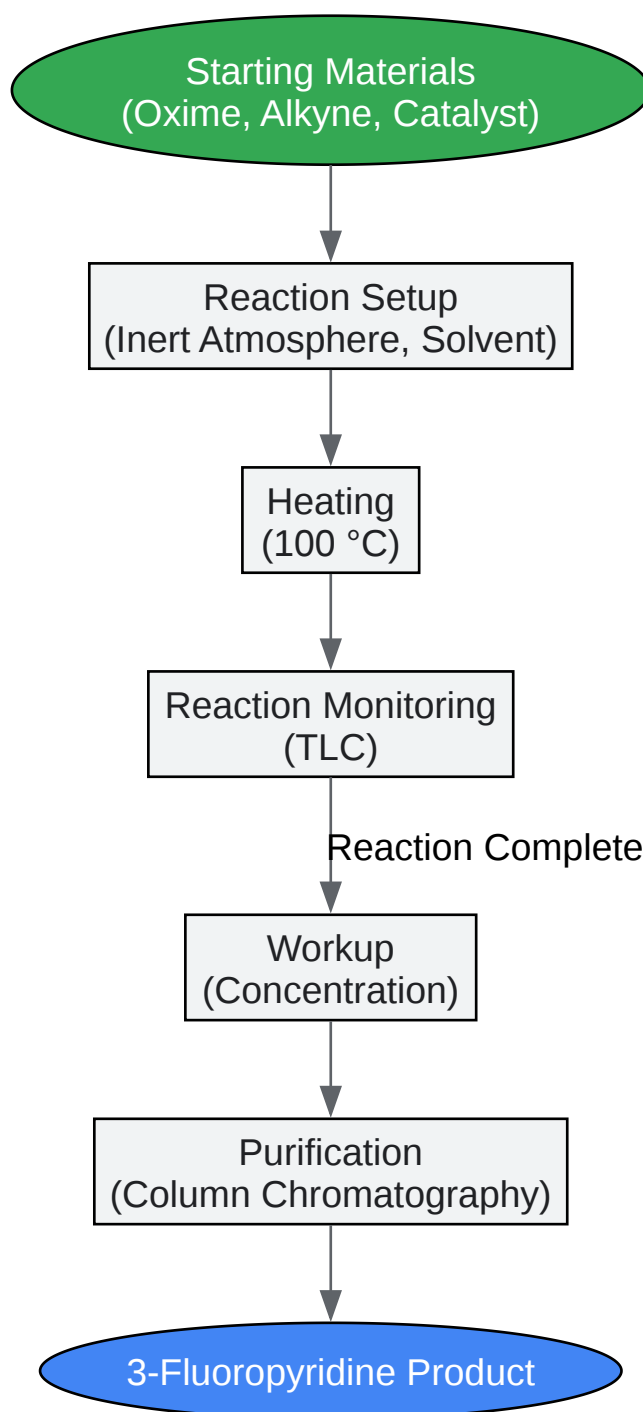 Starting Materials
(Oxime, Alkyne, Catalyst)
Reaction Setup
(Inert Atmosphere, Solvent)
Heating
(100 °C)
Reaction Monitoring
(TLC)
Reaction Complete
Workup
(Concentration)
Purification
(Column Chromatography)
3-Fluoropyridine Product